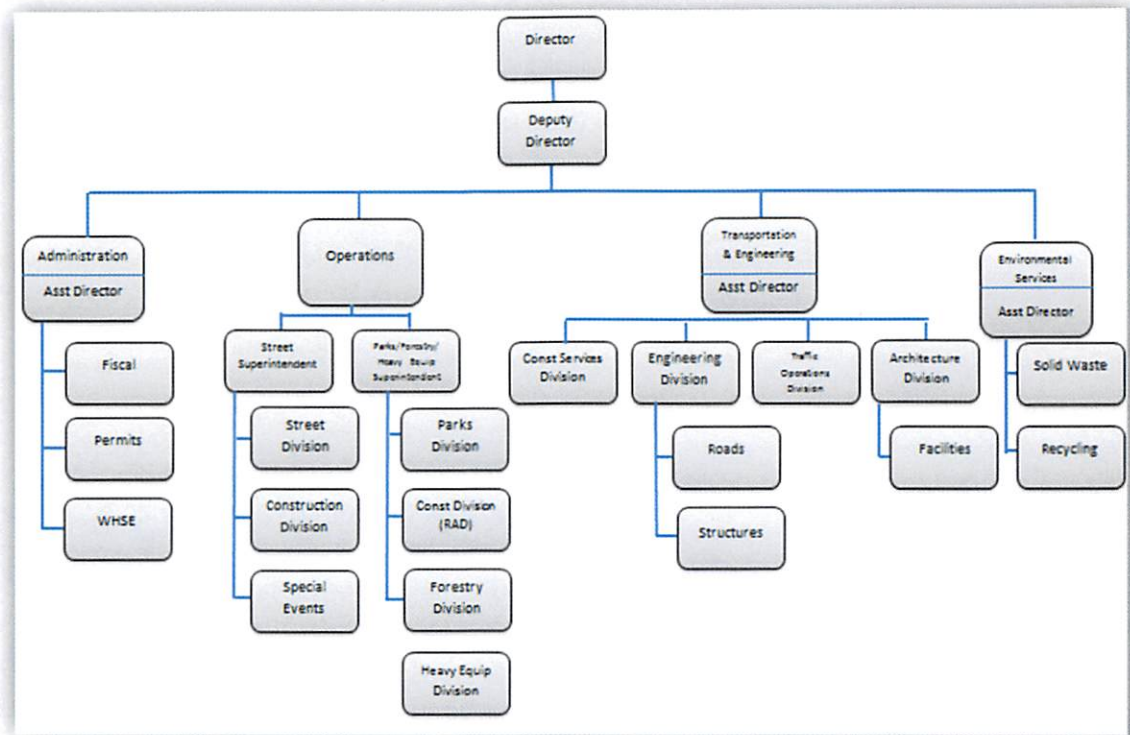 Director
Deputy
Director
Administration
Asst Director
Fiscal
Permits
WHSE
Operations
Street
Superintendent
Street
Division
Construction
Division
Special
Events
Parks/Forestry/
Heavy Equip
Superintendent
Parks
Division
Const Division
(RAD)
Forestry
Division
Heavy Equip
Division
Transportation
& Engineering
Asst Director
Const Services
Division
Engineering
Division
Roads
Structures
Traffic
Operations
Division
Architecture
Division
Facilities
Environmental
Services
Asst Director
Solid Waste
Recycling